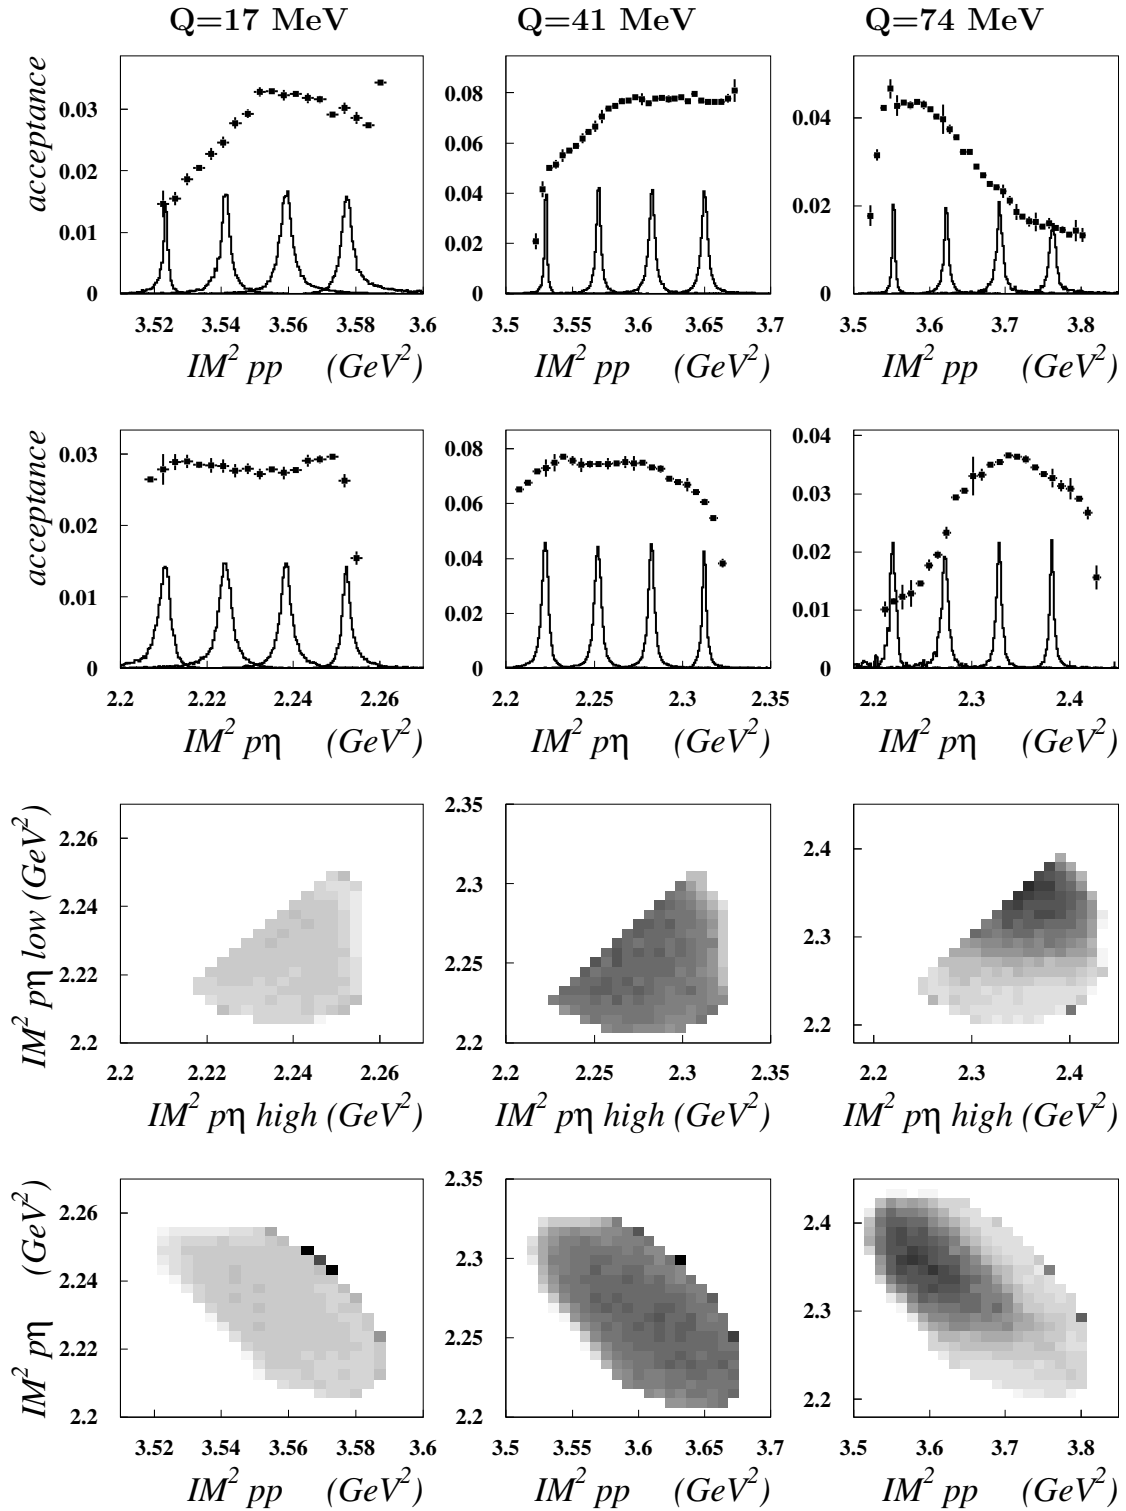 Q=17 MeV Q=41 MeV Q=74 MeV
acceptance
0.03
0.02
0.01
0
3.52 3.54 3.56 3.58 3.6
IM² pp (GeV²)
0.08
0.06
0.04
0.02
0
3.5 3.55 3.6 3.65 3.7
IM² pp (GeV²)
0.04
0.02
0
3.5 3.6 3.7 3.8
IM² pp (GeV²)
acceptance
0.03
0.02
0.01
0
2.2 2.22 2.24 2.26
IM² pη (GeV²)
0.08
0.06
0.04
0.02
0
2.2 2.25 2.3 2.35
IM² pη (GeV²)
0.04
0.03
0.02
0.01
0
2.2 2.3 2.4
IM² pη (GeV²)
IM² pη low (GeV²)
2.26
2.24
2.22
2.2
2.2 2.22 2.24 2.26
IM² pη high (GeV²)
2.35
2.3
2.25
2.2
2.2 2.25 2.3 2.35
IM² pη high (GeV²)
2.4
2.3
2.2
2.2 2.3 2.4
IM² pη high (GeV²)
IM² pη (GeV²)
2.26
2.24
2.22
2.2
3.52 3.54 3.56 3.58 3.6
IM² pp (GeV²)
2.35
2.3
2.25
2.2
3.5 3.55 3.6 3.65 3.7
IM² pp (GeV²)
2.4
2.3
2.2
3.5 3.6 3.7 3.8
IM² pp (GeV²)